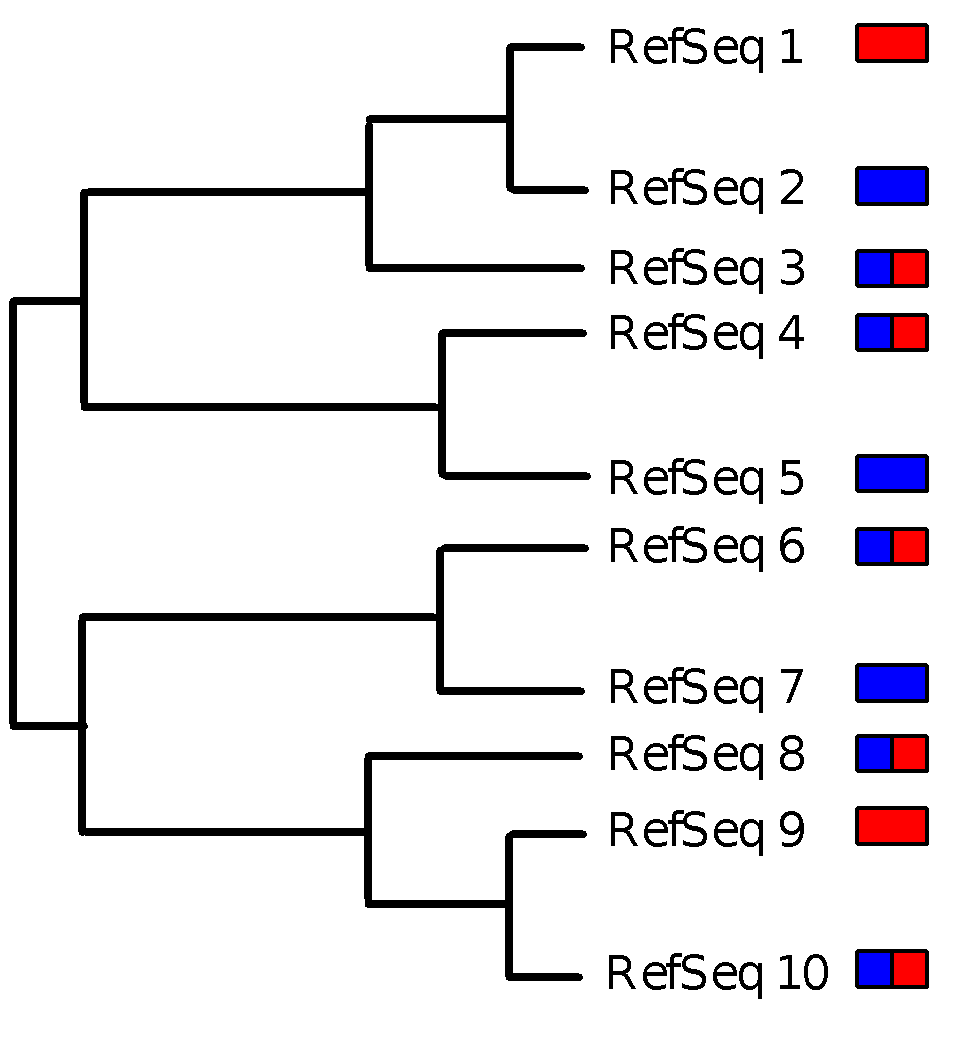 RefSeq 1
RefSeq 2
RefSeq 3
RefSeq 4
RefSeq 5
RefSeq 6
RefSeq 7
RefSeq 8
RefSeq 9
RefSeq 10